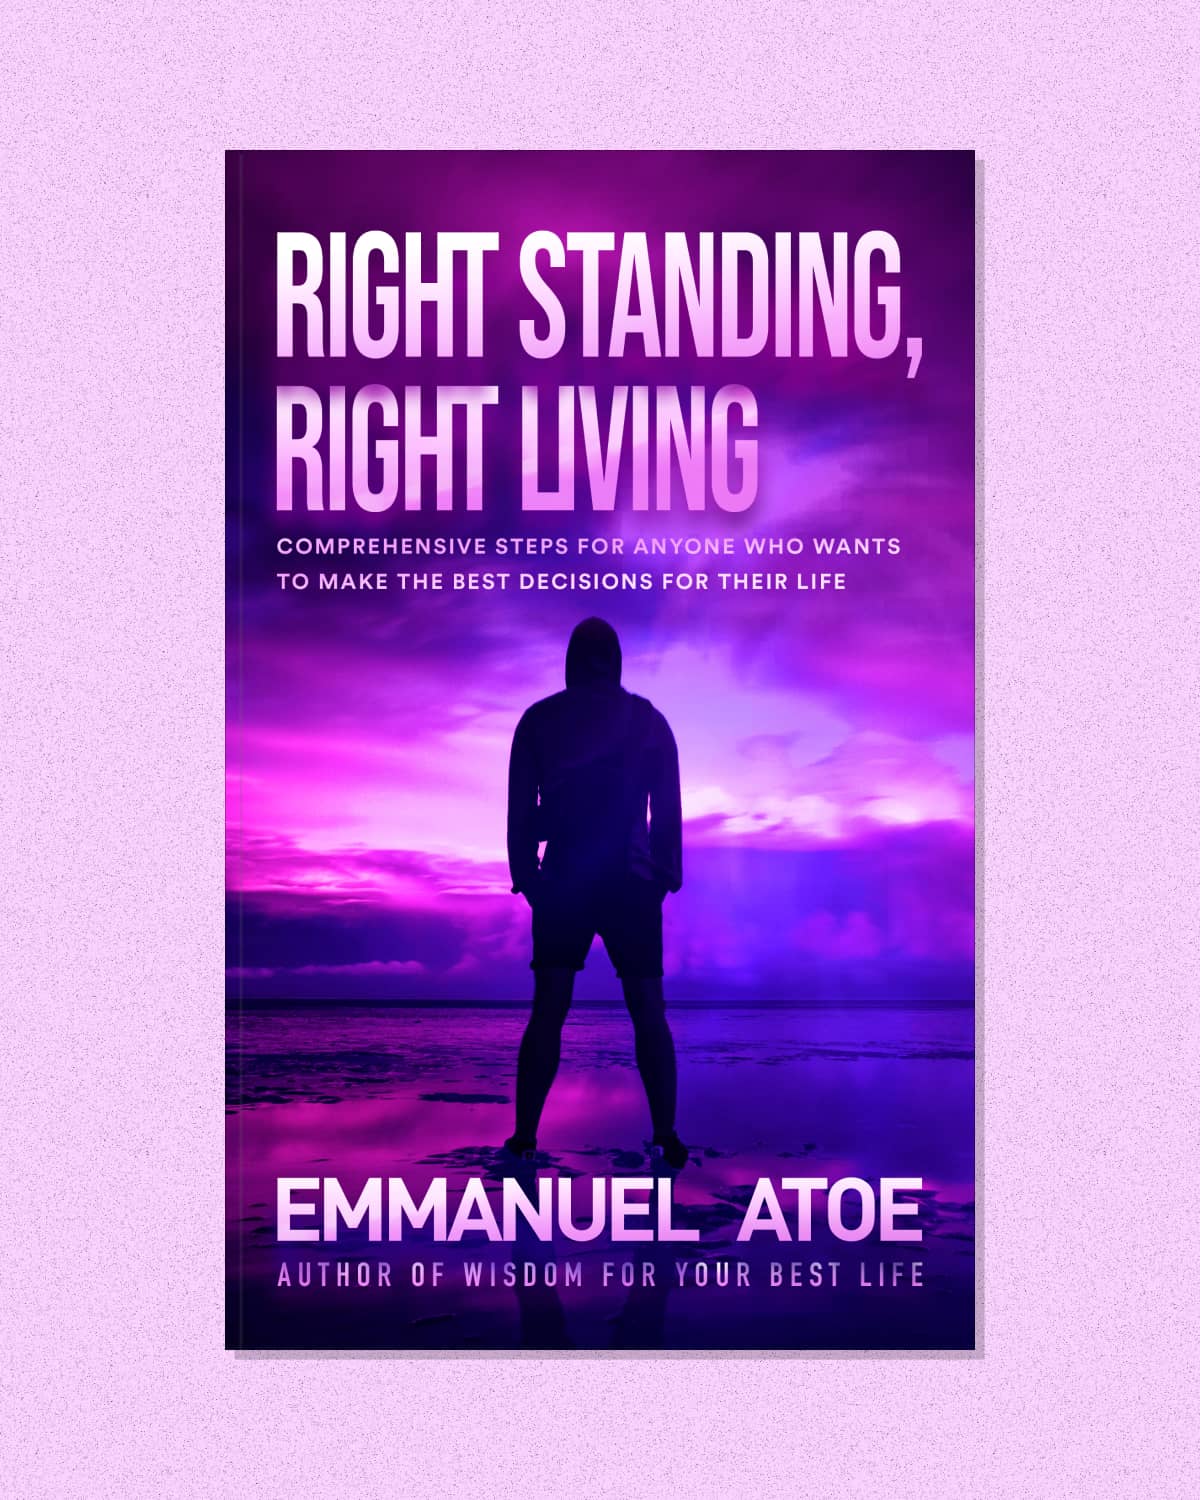 RIGHT STANDING,
RIGHT LIVING
COMPREHENSIVE STEPS FOR ANYONE WHO WANTS
TO MAKE THE BEST DECISIONS FOR THEIR LIFE
EMMANUEL ATOE
AUTHOR OF WISDOM FOR YOUR BEST LIFE